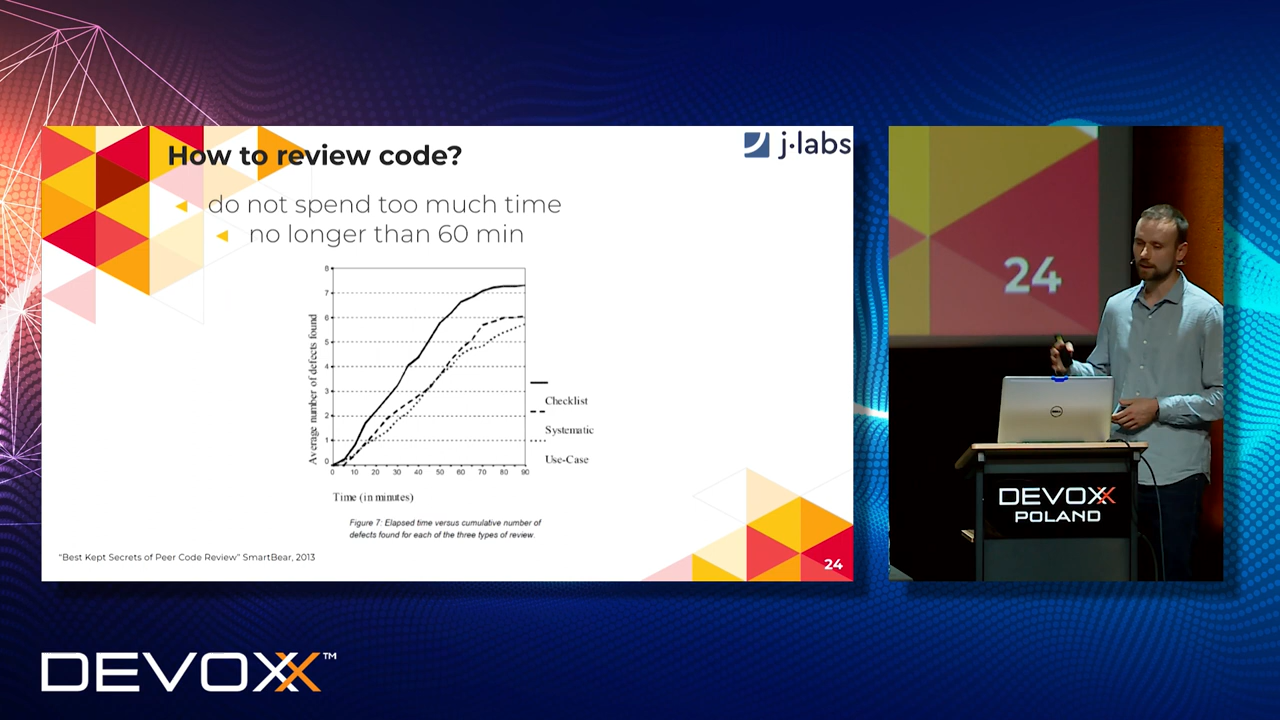 How to review code?
j·labs
do not spend too much time
no longer than 60 min
Average number of defects found
8
7
6
5
4
3
2
1
0
0 10 20 30 40 50 60 70 80 90
Time (in minutes)
Checklist
Systematic
Use-Case
Figure 7: Elapsed time versus cumulative number of
defects found for each of the three types of review.
"Best Kept Secrets of Peer Code Review" SmartBear, 2013
24
24
DELL
DEVOXX
POLAND
DEVOXX™